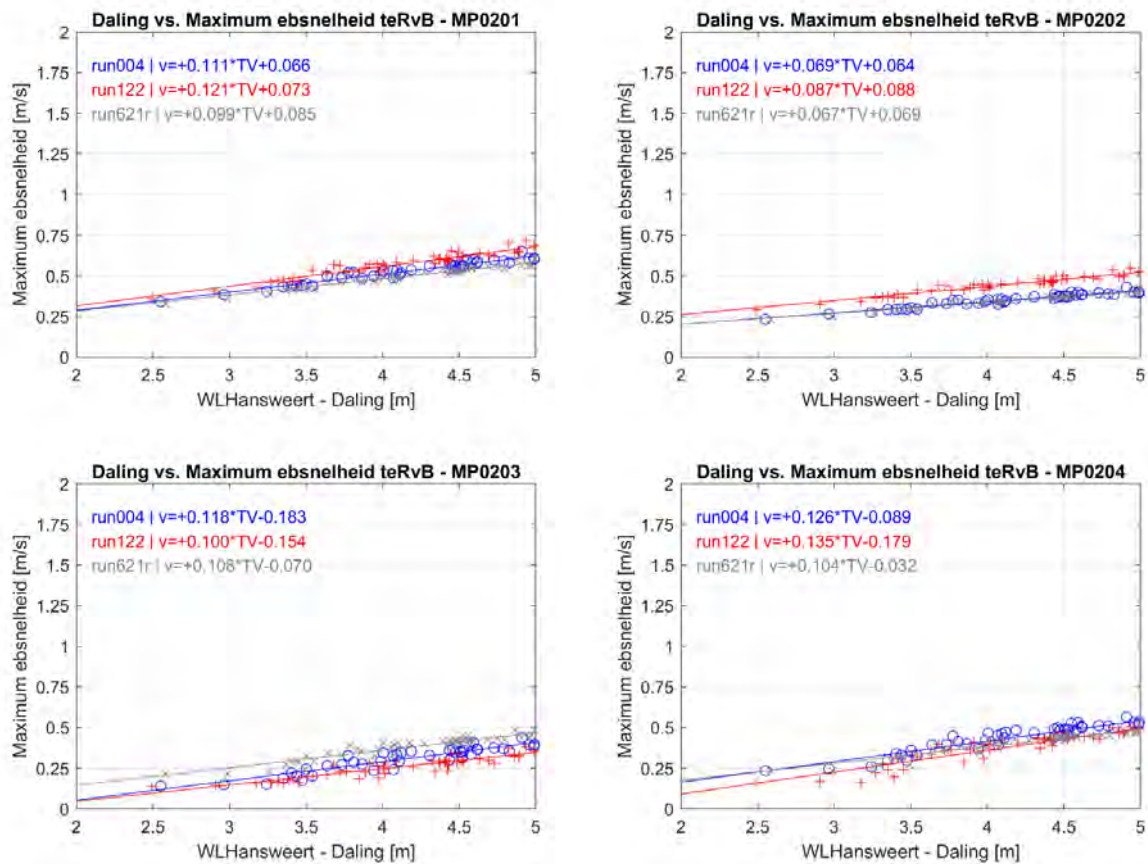 Daling vs. Maximum ebsnelheid teRvB - MP0201
2
1.75
1.5
1.25
1
0.75
0.5
0.25
0
Maximum ebsnelheid [m/s]
run004 | v=+0.111*TV+0.066
run122 | v=+0.121*TV+0.073
run621r | v=+0.099*TV+0.085
2 2.5 3 3.5 4 4.5 5
WLHansweert - Daling [m]
Daling vs. Maximum ebsnelheid teRvB - MP0202
2
1.75
1.5
1.25
1
0.75
0.5
0.25
0
Maximum ebsnelheid [m/s]
run004 | v=+0.069*TV+0.064
run122 | v=+0.087*TV+0.088
run621r | v=+0.067*TV+0.069
2 2.5 3 3.5 4 4.5 5
WLHansweert - Daling [m]
Daling vs. Maximum ebsnelheid teRvB - MP0203
2
1.75
1.5
1.25
1
0.75
0.5
0.25
0
Maximum ebsnelheid [m/s]
run004 | v=+0.118*TV-0.183
run122 | v=+0.100*TV-0.154
run621r | v=+0.108*TV-0.070
2 2.5 3 3.5 4 4.5 5
WLHansweert - Daling [m]
Daling vs. Maximum ebsnelheid teRvB - MP0204
2
1.75
1.5
1.25
1
0.75
0.5
0.25
0
Maximum ebsnelheid [m/s]
run004 | v=+0.126*TV-0.089
run122 | v=+0.135*TV-0.179
run621r | v=+0.104*TV-0.032
2 2.5 3 3.5 4 4.5 5
WLHansweert - Daling [m]